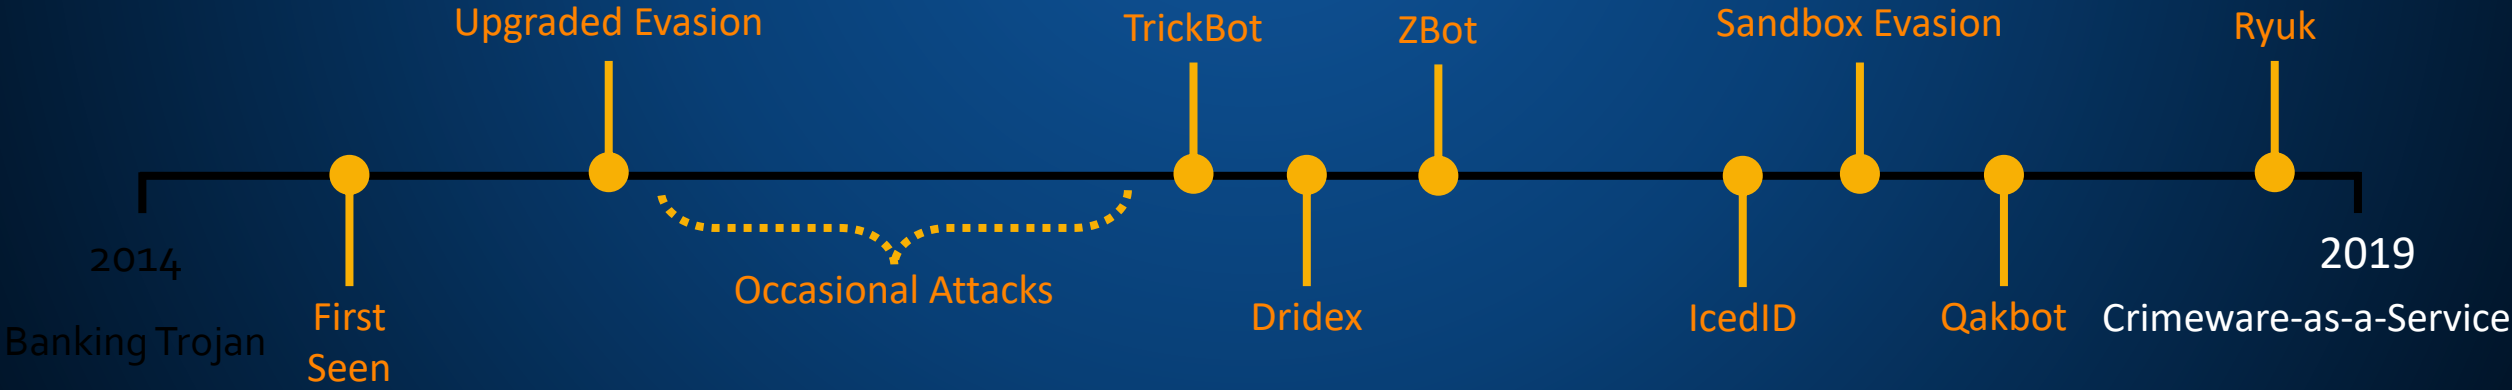 Upgraded Evasion
TrickBot
ZBot
Sandbox Evasion
Ryuk
2014
Banking Trojan
First
Seen
Occasional Attacks
Dridex
IcedID
Qakbot
2019
Crimeware-as-a-Service